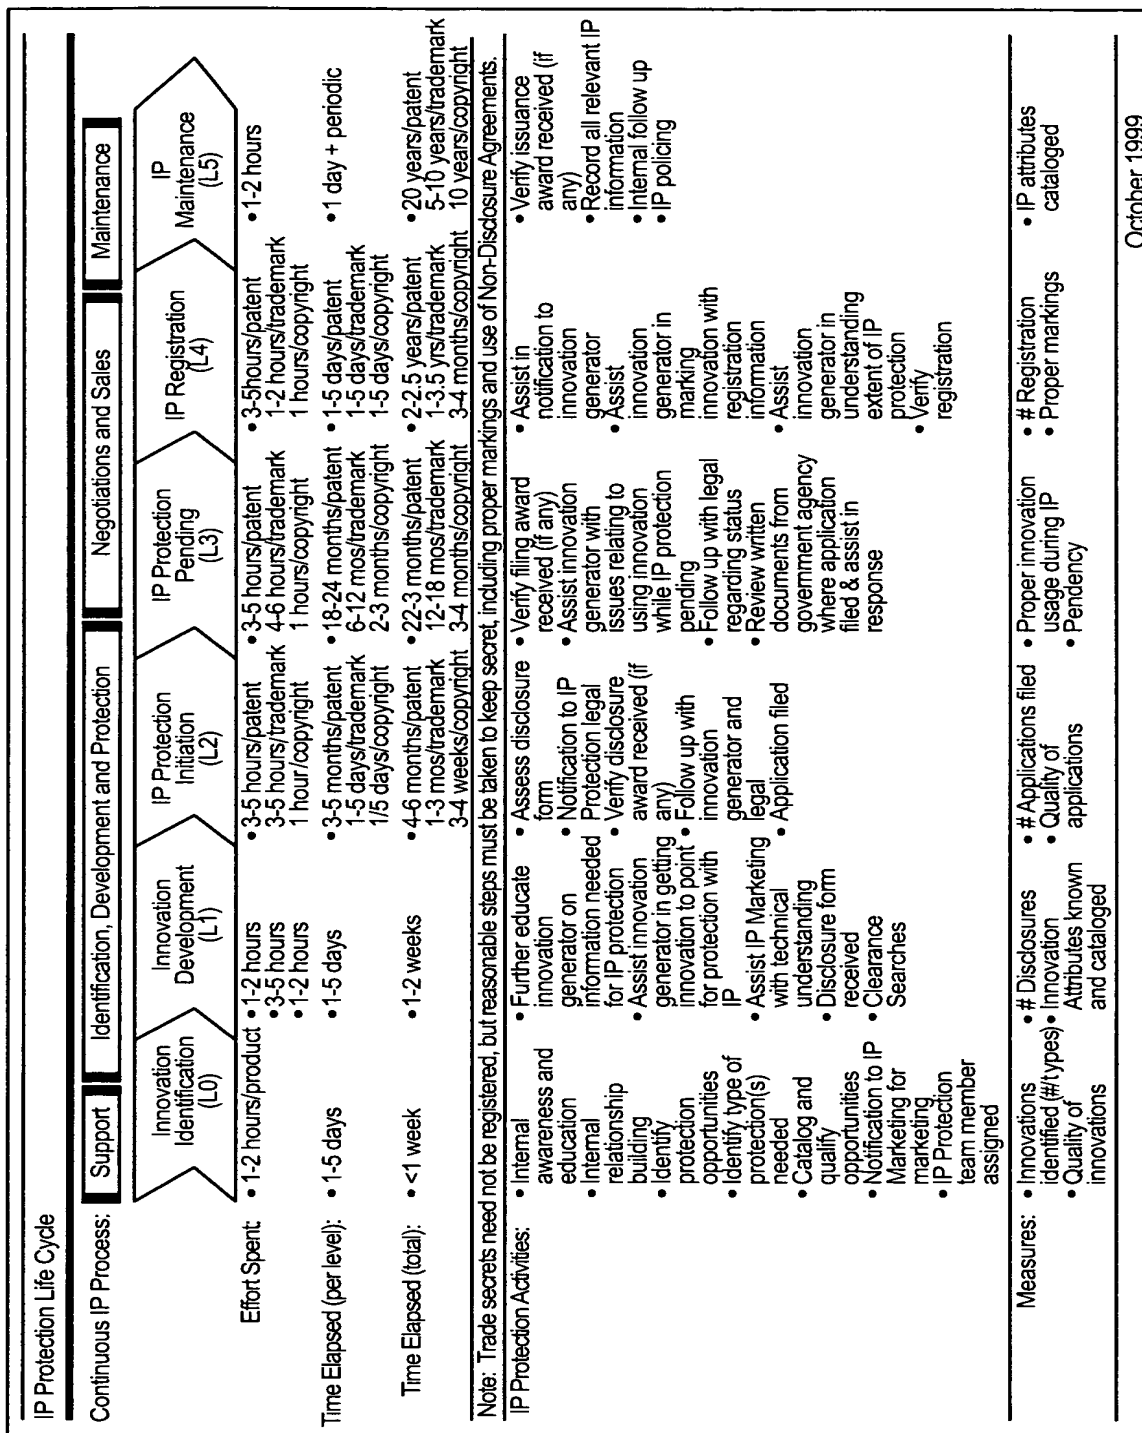 IP Protection Life Cycle
Continuous IP Process:
Support
Identification, Development and Protection
Negotiations and Sales
Maintenance
Innovation
Identification
(L0)
Innovation
Development
(L1)
IP Protection
Initiation
(L2)
IP Protection
Pending
(L3)
IP Registration
(L4)
IP
Maintenance
(L5)
Effort Spent:
• 1-2 hours/product
• 1-2 hours
• 3-5 hours
• 1-2 hours
• 3-5 hours/patent
3-5 hours/trademark
1 hour/copyright
• 3-5 hours/patent
4-6 hours/trademark
1 hours/copyright
• 3-5hours/patent
1-2 hours/trademark
1 hours/copyright
• 1-2 hours
Time Elapsed (per level):
• 1-5 days
• 1-5 days
• 3-5 months/patent
1-5 days/trademark
1/5 days/copyright
• 18-24 months/patent
6-12 mos/trademark
2-3 months/copyright
• 1-5 days/patent
1-5 days/trademark
1-5 days/copyright
• 1 day + periodic
Time Elapsed (total):
• <1 week
• 1-2 weeks
• 4-6 months/patent
1-3 mos/trademark
3-4 weeks/copyright
• 22-3 months/patent
12-18 mos/trademark
3-4 months/copyright
• 2-2.5 years/patent
1-3.5 yrs/trademark
3-4 months/copyright
• 20 years/patent
5-10 years/trademark
10 years/copyright
Note: Trade secrets need not be registered, but reasonable steps must be taken to keep secret, including proper markings and use of Non-Disclosure Agreements.
IP Protection Activities:
• Internal
awareness and
education
• Internal
relationship
building
• Identify
protection
opportunities
• Identify type of
protection(s)
needed
• Catalog and
qualify
opportunities
• Notification to IP
Marketing for
marketing
• IP Protection
team member
assigned
• Further educate
innovation
generator on
information needed
for IP protection
• Assist innovation
generator in getting
innovation to point
for protection with
IP
• Assist IP Marketing
with technical
understanding
• Disclosure form
received
• Clearance
Searches
• Assess disclosure
form
• Notification to IP
Protection legal
• Verify disclosure
award received (if
any)
• Follow up with
innovation
generator and
legal
• Application filed
• Verify filing award
received (if any)
• Assist innovation
generator with
issues relating to
using innovation
while IP protection
pending
• Follow up with legal
regarding status
• Review written
documents from
government agency
where application
filed & assist in
response
• Assist in
notification to
innovation
generator
• Assist
innovation
generator in
marking
innovation with
registration
information
• Assist
innovation
generator in
understanding
extent of IP
protection
• Verify
registration
• Verify issuance
award received (if
any)
• Record all relevant IP
information
• Internal follow up
• IP policing
Measures:
• Innovations
identified (#/types)
• Quality of
innovations
• # Disclosures
• Innovation
Attributes known
and cataloged
• # Applications filed
• Quality of
applications
• Proper innovation
usage during IP
• Pendency
• # Registration
• Proper markings
• IP attributes
cataloged
October 1999